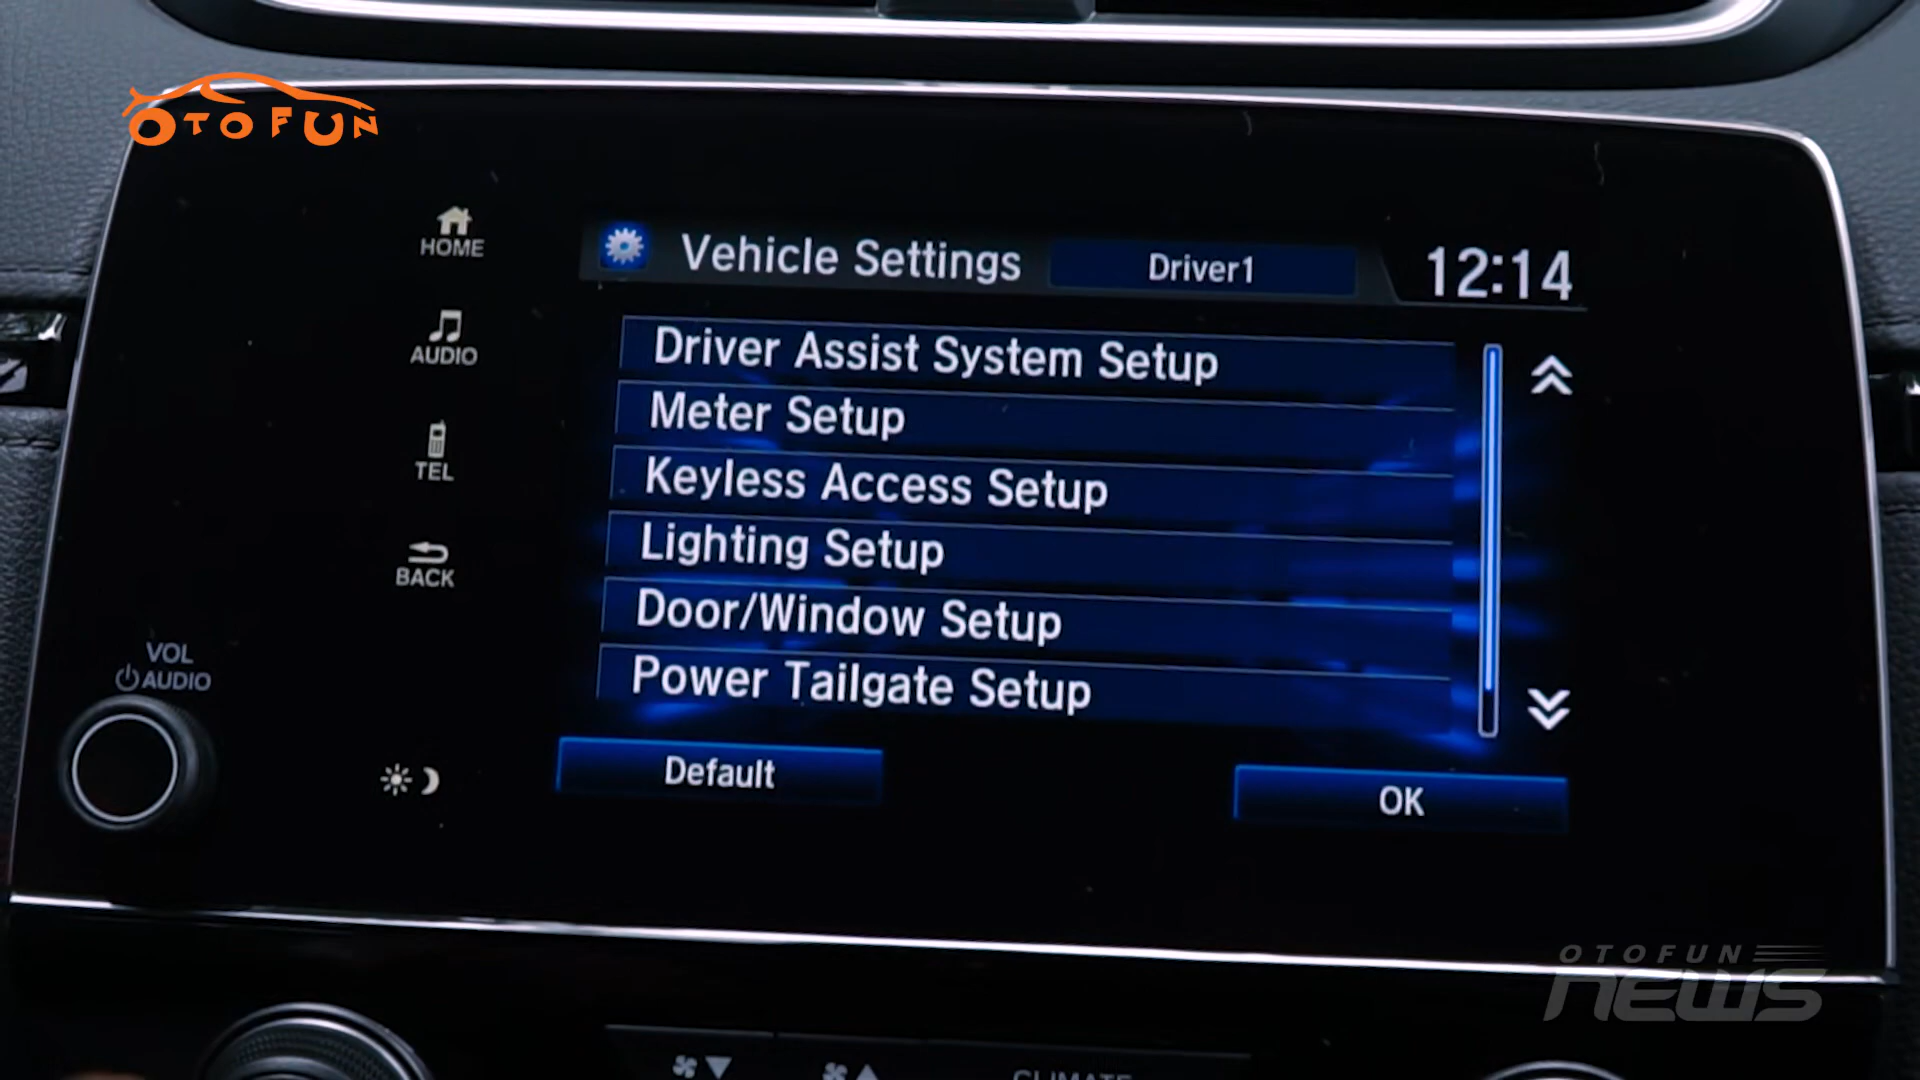 OTOFUN
HOME
Vehicle Settings
Driver1
12:14
AUDIO
Driver Assist System Setup
Meter Setup
TEL
Keyless Access Setup
Lighting Setup
BACK
Door/Window Setup
Power Tailgate Setup
VOL
AUDIO
Default
OK
OTOFUN
news
CLIMATE